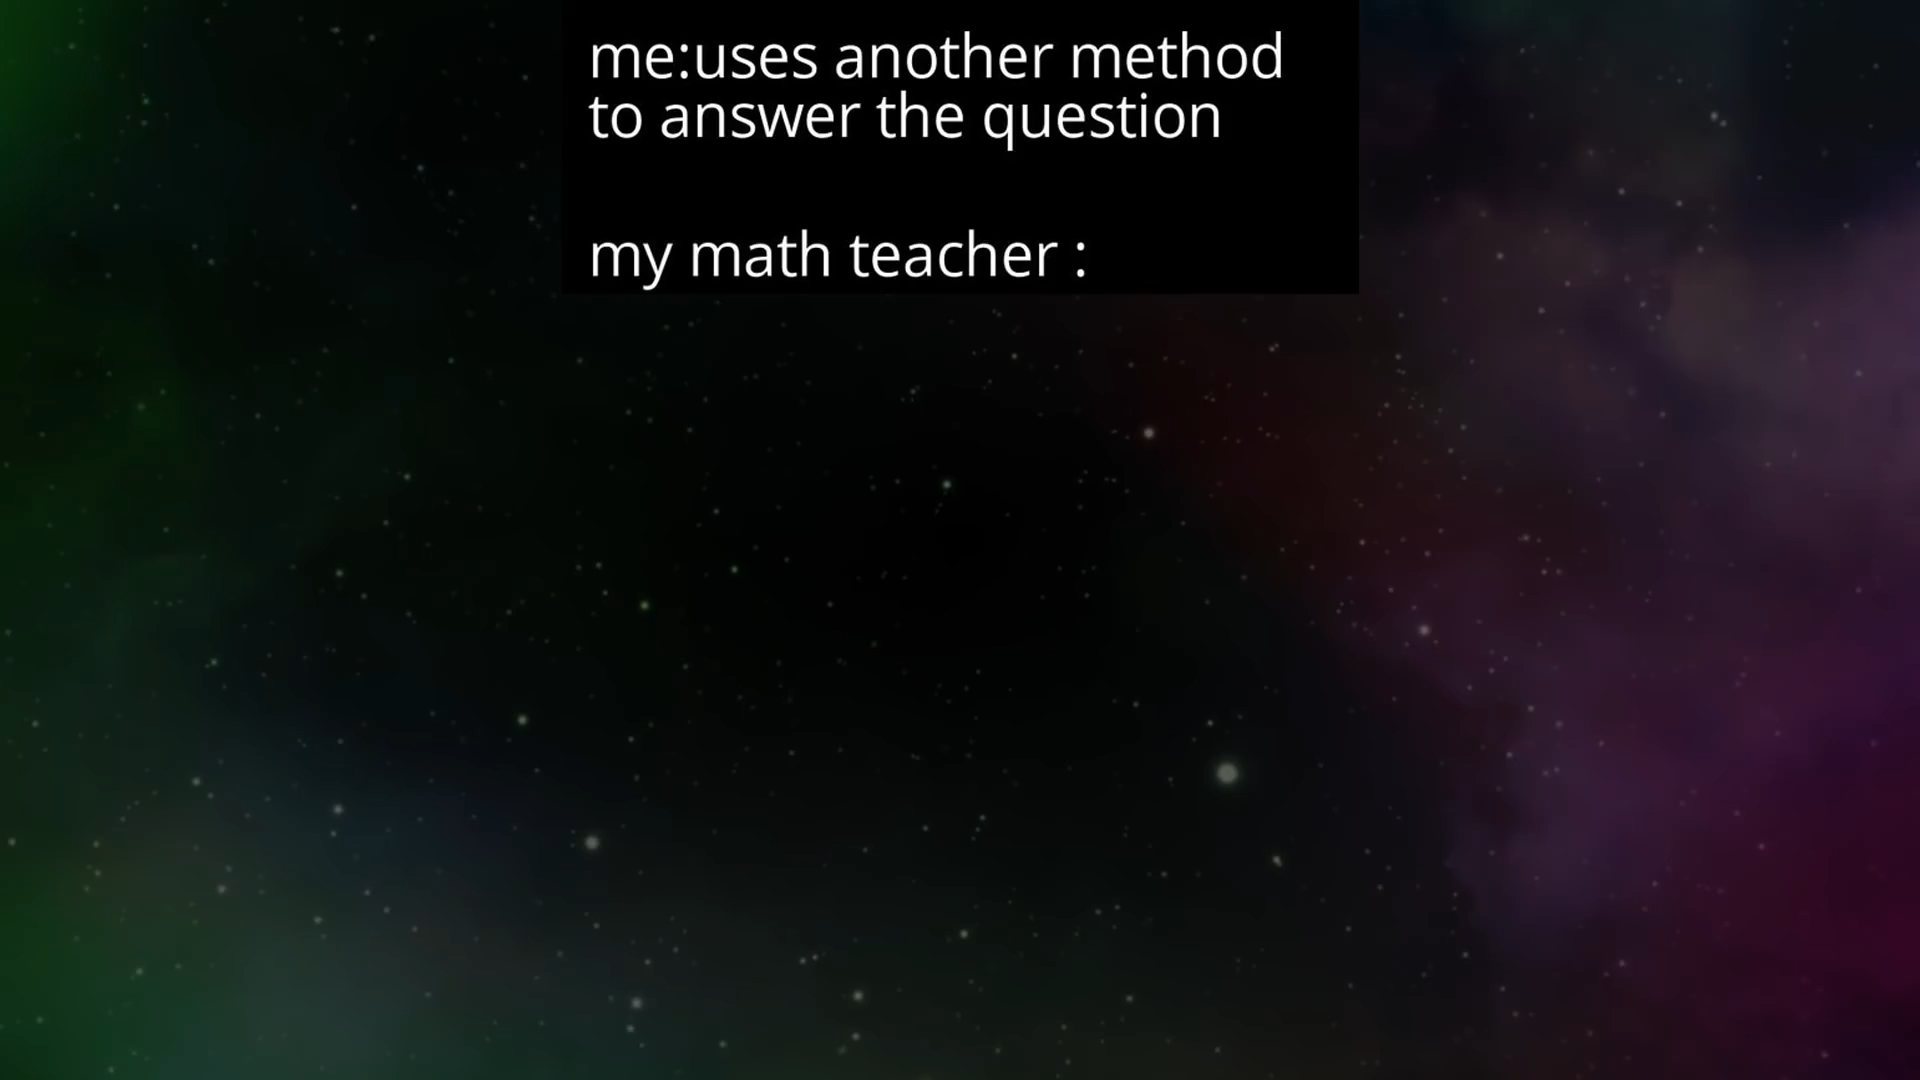 me:uses another method
to answer the question
my math teacher :